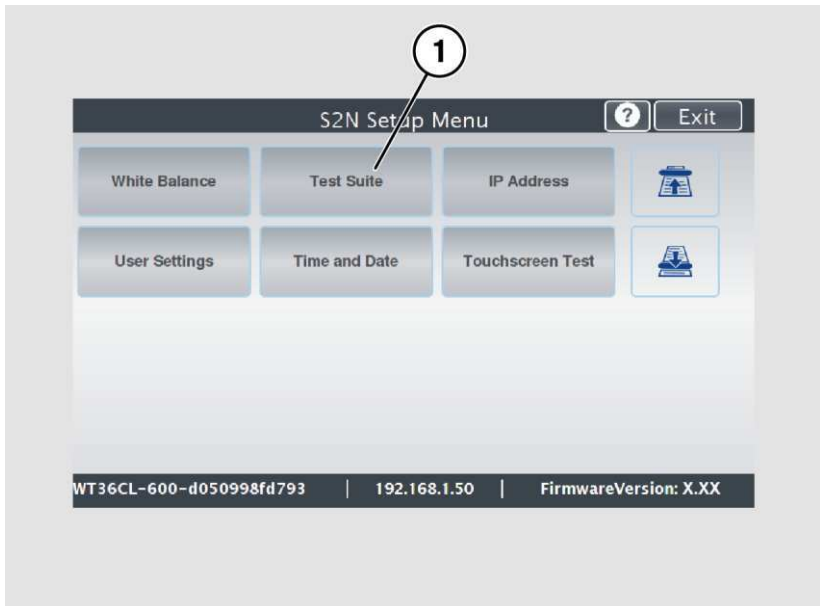 1
S2N Setup Menu ? Exit
White Balance Test Suite IP Address
User Settings Time and Date Touchscreen Test
WT36CL-600-d050998fd793 | 192.168.1.50 | FirmwareVersion: X.XX